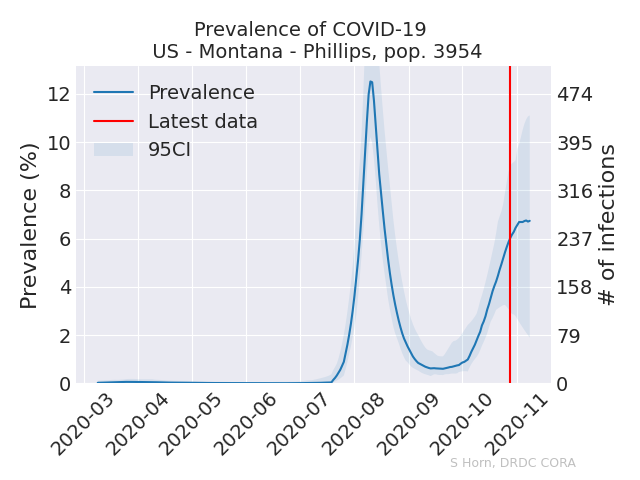 Prevalence of COVID-19
US - Montana - Phillips, pop. 3954
Prevalence
Latest data
95CI
Prevalence (%)
12
10
8
6
4
2
0
474
395
316
237
158
79
0
# of infections
2020-03
2020-04
2020-05
2020-06
2020-07
2020-08
2020-09
2020-10
2020-11
S Horn, DRDC CORA